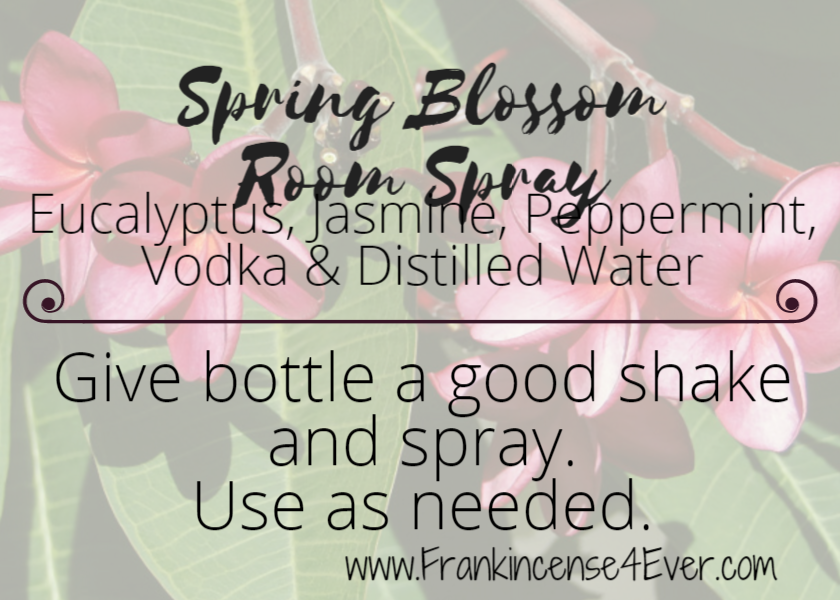 Spring Blossom
Room Spray
Eucalyptus, Jasmine, Peppermint,
Vodka & Distilled Water
Give bottle a good shake
and spray.
Use as needed.
www.Frankincense4Ever.com